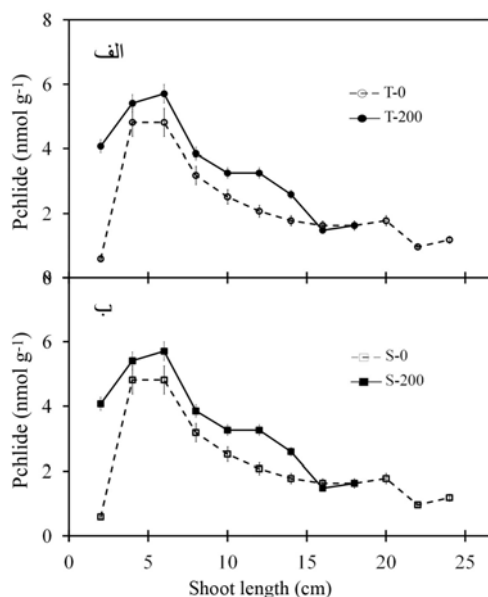 الف
T-0
T-200
Pchlide (nmol g⁻¹)
8
6
4
2
8
ب
S-0
S-200
Pchlide (nmol g⁻¹)
6
4
2
0
0 5 10 15 20 25
Shoot length (cm)